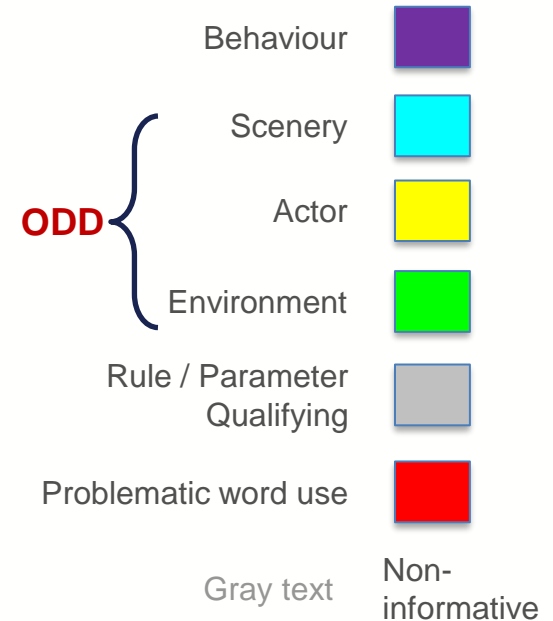 Behaviour
Scenery
Actor
ODD
Environment
Rule / Parameter
Qualifying
Problematic word use
Gray text
Non-
informative